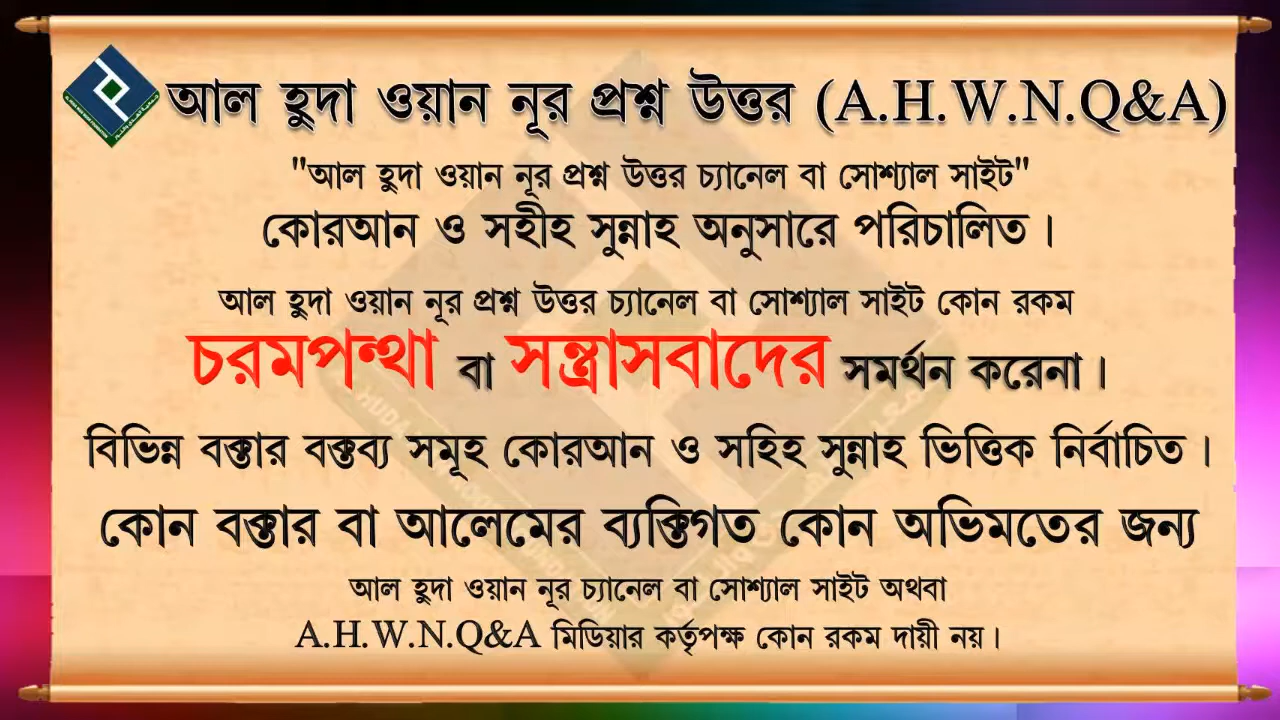 আল হুদা ওয়ান নূর প্রশ্ন উত্তর (A.H.W.N.Q&A)
"আল হুদা ওয়ান নূর প্রশ্ন উত্তর চ্যানেল বা সোশ্যাল সাইট"
কোরআন ও সহীহ সুন্নাহ অনুসারে পরিচালিত।
আল হুদা ওয়ান নূর প্রশ্ন উত্তর চ্যানেল বা সোশ্যাল সাইট কোন রকম
চরমপন্থা বা সন্ত্রাসবাদের সমর্থন করেনা।
বিভিন্ন বক্তার বক্তব্য সমূহ কোরআন ও সহিহ সুন্নাহ ভিত্তিক নির্বাচিত।
কোন বক্তার বা আলেমের ব্যক্তিগত কোন অভিমতের জন্য
আল হুদা ওয়ান নূর চ্যানেল বা সোশ্যাল সাইট অথবা
A.H.W.N.Q&A মিডিয়ার কর্তৃপক্ষ কোন রকম দায়ী নয়।